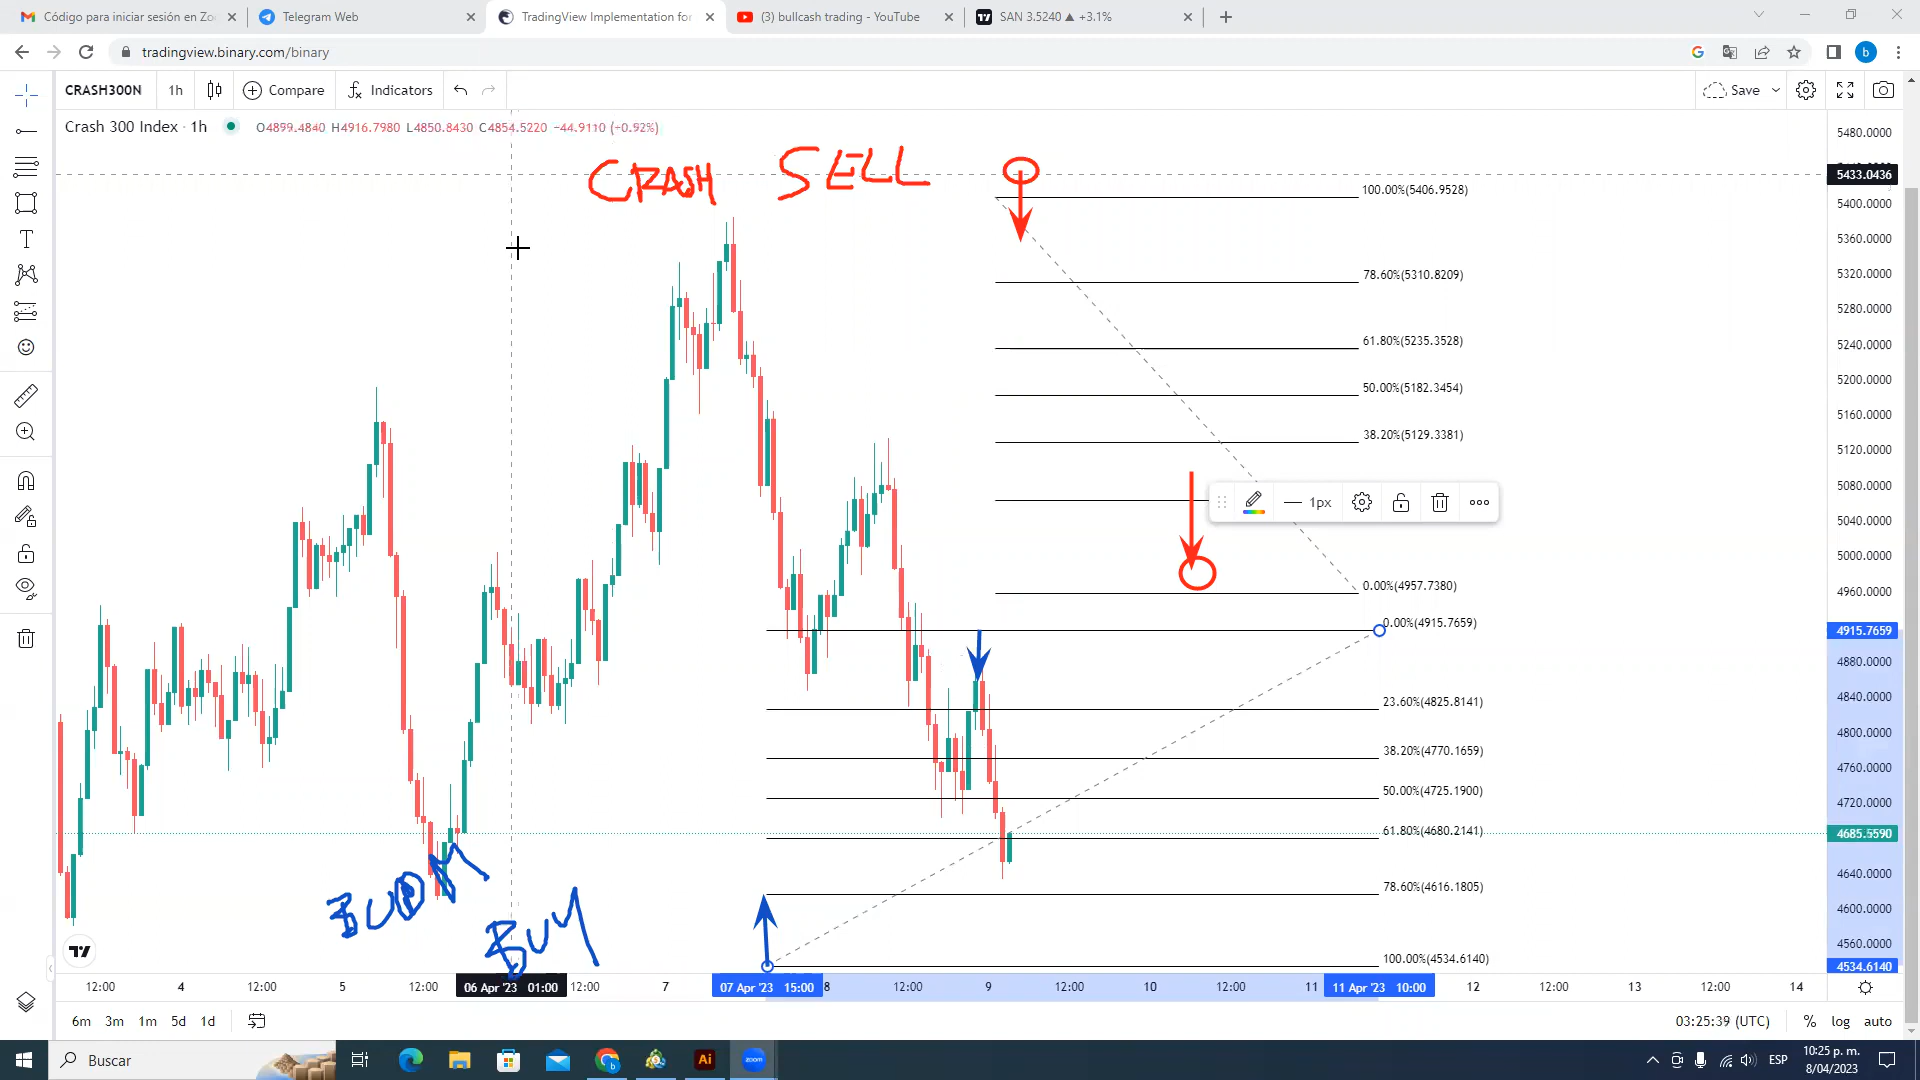 Código para iniciar sesión en Zoo
Telegram Web
TradingView Implementation for
(3) bullcash trading - YouTube
SAN 3.5240 ▲ +3.1%
tradingview.binary.com/binary
b
CRASH300N
1h
Compare
Indicators
Save
Crash 300 Index · 1h
O4899.4840 H4916.7980 L4850.8430 C4854.5220 −44.9110 (−0.92%)
CRASH SELL
5480.0000
5433.0436
5400.0000
5360.0000
5320.0000
5280.0000
5240.0000
5200.0000
5160.0000
5120.0000
5080.0000
5040.0000
5000.0000
4960.0000
4915.7659
4880.0000
4840.0000
4800.0000
4760.0000
4720.0000
4685.5590
4640.0000
4600.0000
4560.0000
4534.6140
100.00%(5406.9528)
78.60%(5310.8209)
61.80%(5235.3528)
50.00%(5182.3454)
38.20%(5129.3381)
1px
0.00%(4957.7380)
0.00%(4915.7659)
23.60%(4825.8141)
38.20%(4770.1659)
50.00%(4725.1900)
61.80%(4680.2141)
78.60%(4616.1805)
100.00%(4534.6140)
BOOM
BUY
12:00 4 12:00 5 12:00 06 Apr '23 01:00 12:00 7 07 Apr '23 15:00 8 12:00 9 12:00 10 12:00 11 11 Apr '23 10:00 12 12:00 13 12:00 14
6m 3m 1m 5d 1d
03:25:39 (UTC) % log auto
Buscar
Ai
zoom
ESP
10:25 p. m.
8/04/2023